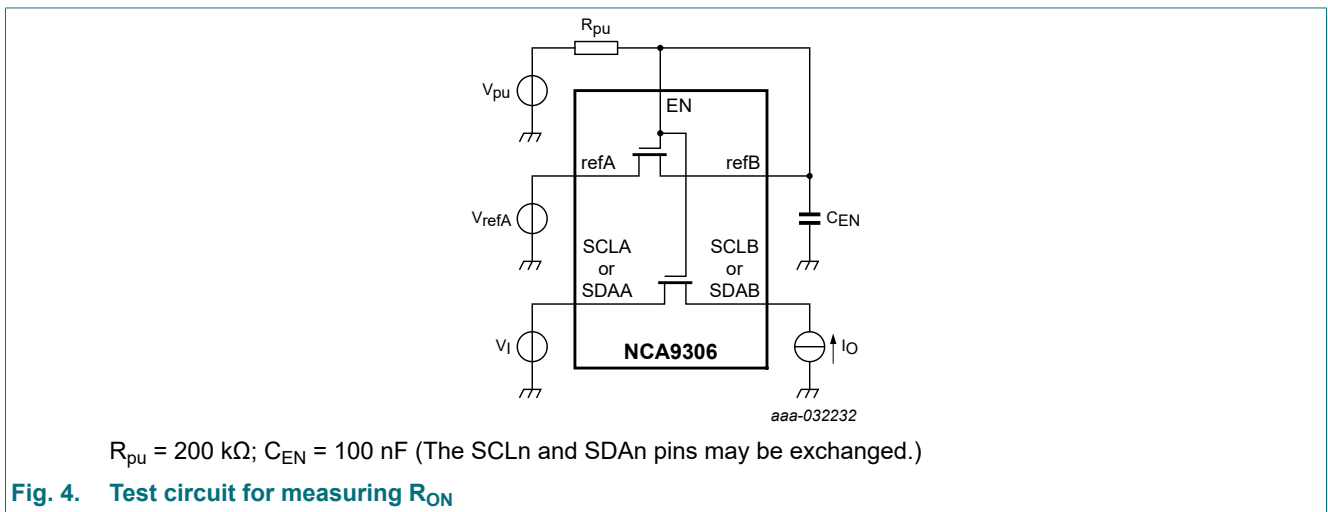 Rpu
Vpu
EN
refA
refB
VrefA
CEN
SCLA
or
SDAA
SCLB
or
SDAB
VI
NCA9306
IO
aaa-032232
Rpu = 200 kΩ; CEN = 100 nF (The SCLn and SDAn pins may be exchanged.)
Fig. 4. Test circuit for measuring RON